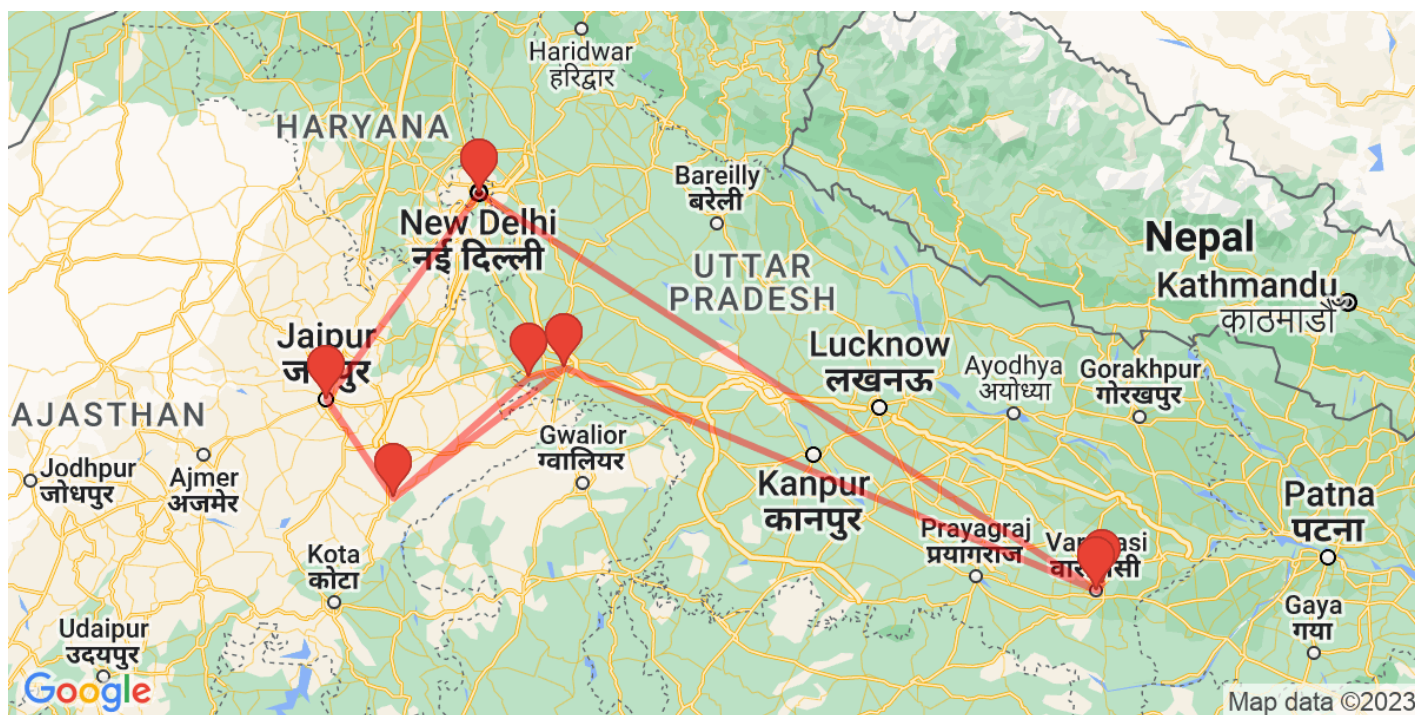 Haridwar
हरिद्वार
HARYANA
Bareilly
बरेली
New Delhi
नई दिल्ली
Nepal
UTTAR
PRADESH
Kathmandu
काठमाडौं
Jaipur
Lucknow
लखनऊ
Ayodhya
अयोध्या
Gorakhpur
गोरखपुर
AJASTHAN
Gwalior
ग्वालियर
Jodhpur
जोधपुर
Ajmer
अजमेर
Kanpur
कानपुर
Patna
पटना
Prayagraj
प्रयागराज
Kota
कोटा
Gaya
गया
Udaipur
उदयपुर
Google
Map data ©2023